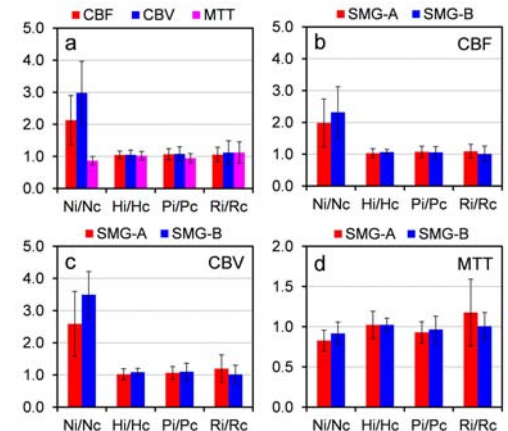 CBF CBV MTT
a
5.0
4.0
3.0
2.0
1.0
0.0
Ni/Nc Hi/Hc Pi/Pc Ri/Rc
SMG-A SMG-B
b CBF
5.0
4.0
3.0
2.0
1.0
0.0
Ni/Nc Hi/Hc Pi/Pc Ri/Rc
SMG-A SMG-B
c CBV
5.0
4.0
3.0
2.0
1.0
0.0
Ni/Nc Hi/Hc Pi/Pc Ri/Rc
SMG-A SMG-B
d MTT
2.0
1.5
1.0
0.5
0.0
Ni/Nc Hi/Hc Pi/Pc Ri/Rc